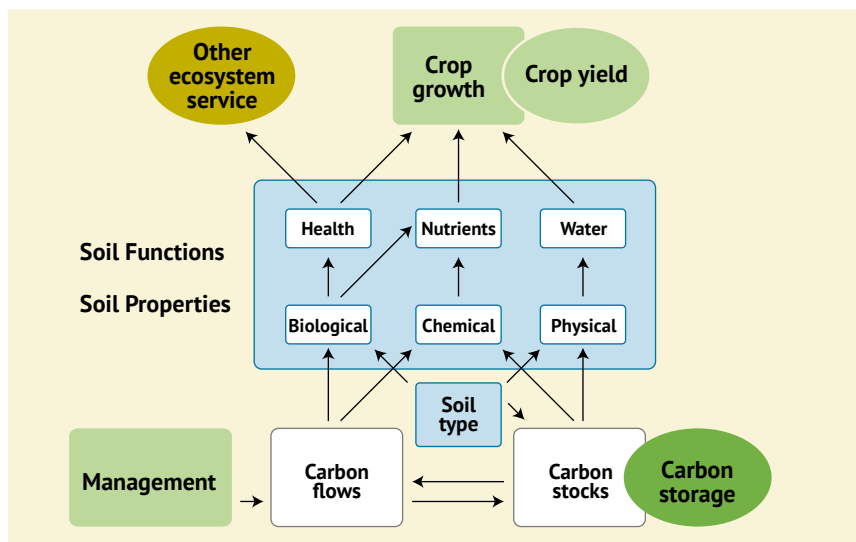 Other
ecosystem
service
Crop
growth
Crop yield
Health
Nutrients
Water
Soil Functions
Soil Properties
Biological
Chemical
Physical
Soil
type
Management
Carbon
flows
Carbon
stocks
Carbon
storage